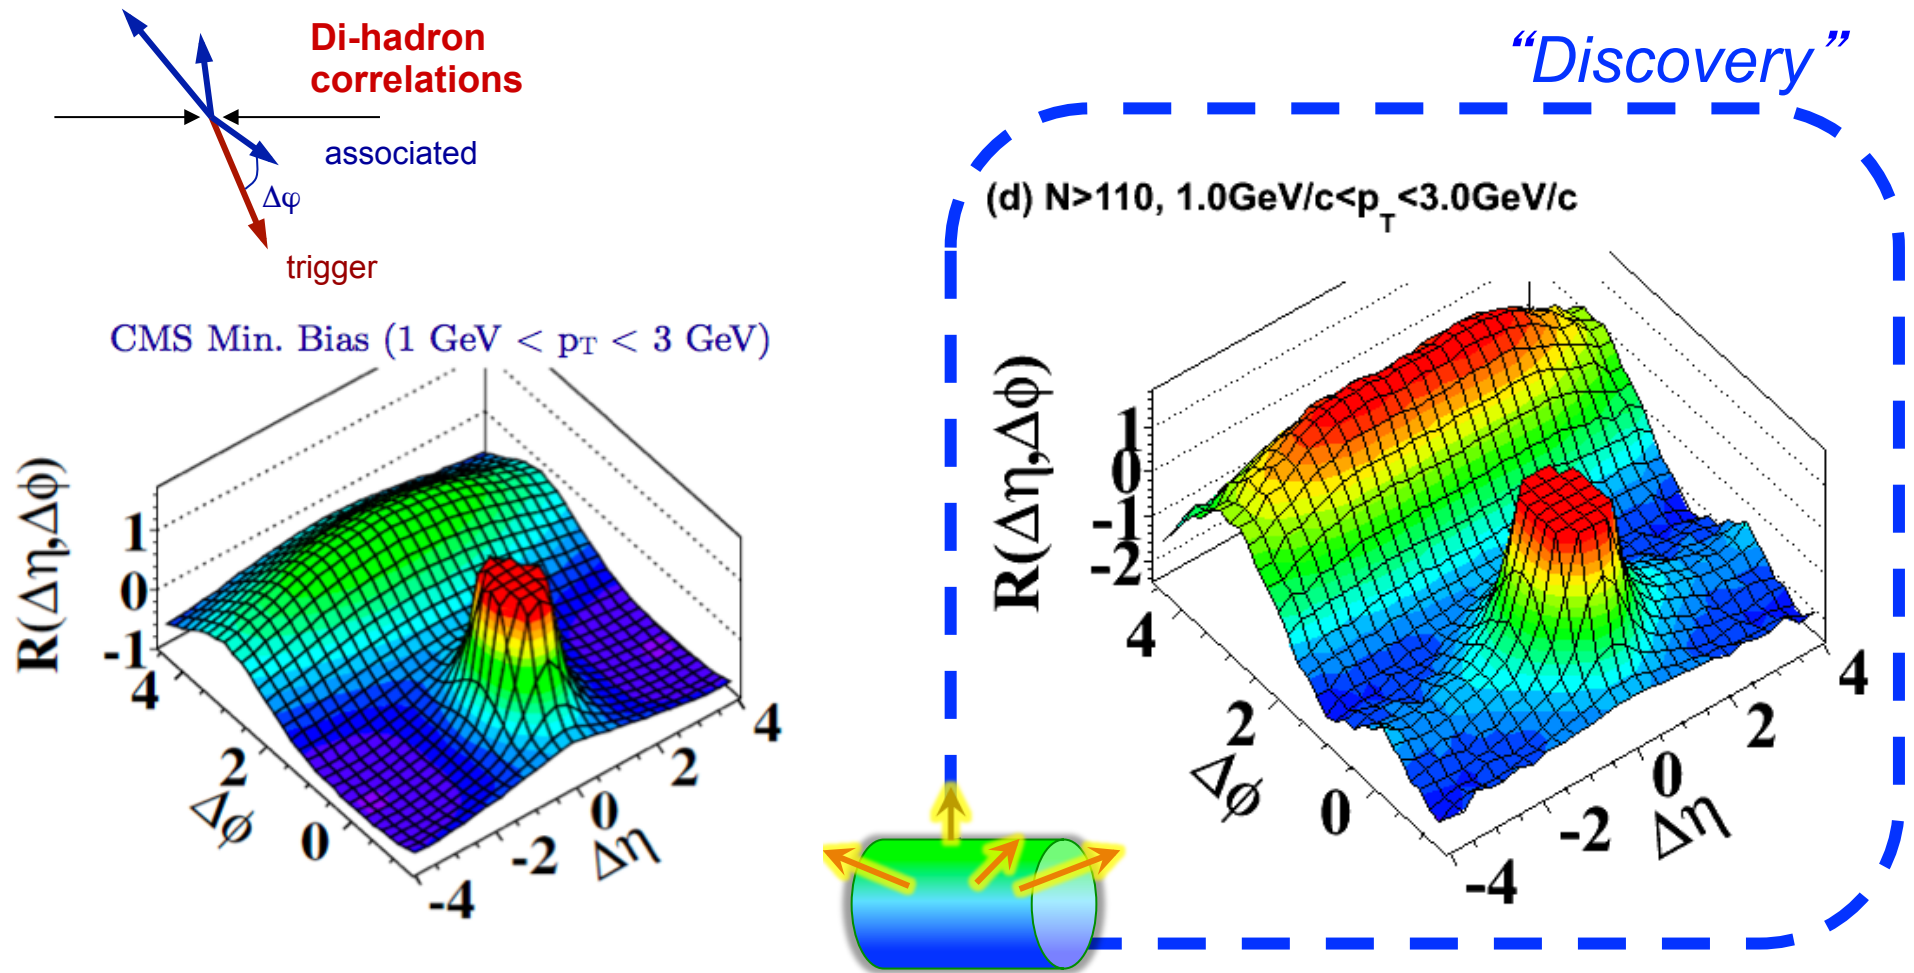 Di-hadron
correlations
associated
Δφ
trigger
“Discovery”
CMS Min. Bias (1 GeV < pT < 3 GeV)
R(Δη,Δϕ)
1
0
-1
4
2
0
Δϕ
-4
-2
0
2
4
Δη
(d) N>110, 1.0GeV/c<pT<3.0GeV/c
R(Δη,Δϕ)
1
0
-1
-2
4
2
0
Δϕ
-4
-2
0
2
4
Δη